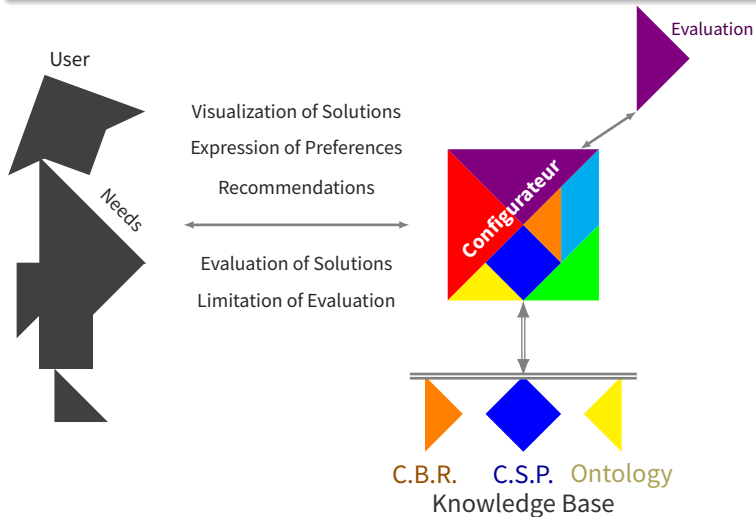 User
Evaluation
Visualization of Solutions
Expression of Preferences
Recommendations
Needs
Configurateur
Evaluation of Solutions
Limitation of Evaluation
C.B.R.
C.S.P.
Ontology
Knowledge Base